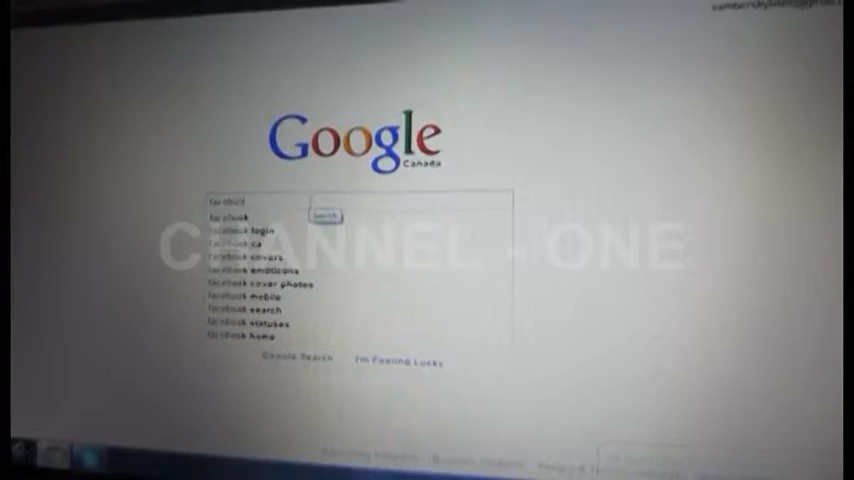 Google
Canada
facebook
search
facebook
facebook login
facebook ca
facebook covers
facebook emoticons
facebook cover photos
facebook mobile
facebook search
facebook statuses
facebook home
CHANNEL - ONE
Google Search I'm Feeling Lucky